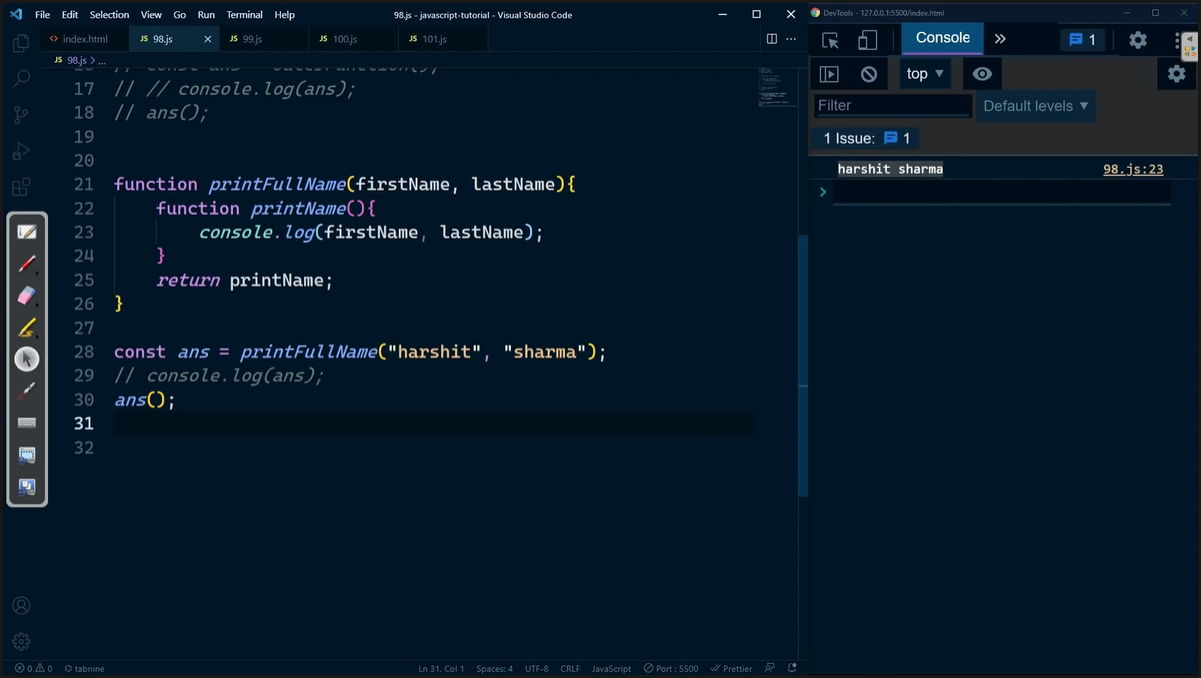 File Edit Selection View Go Run Terminal Help 98.js - javascript-tutorial - Visual Studio Code
DevTools - 127.0.0.1:5500/index.html
<> index.html JS 98.js × JS 99.js JS 100.js JS 101.js
JS 98.js > ...
17 // // console.log(ans);
18 // ans();
19
20
21 function printFullName(firstName, lastName){
22 function printName(){
23 console.log(firstName, lastName);
24 }
25 return printName;
26 }
27
28 const ans = printFullName("harshit", "sharma");
29 // console.log(ans);
30 ans();
31
32
Console » 1
top ▼
Filter Default levels ▼
1 Issue: 1
harshit sharma 98.js:23
>
0 0 tabnine Ln 31, Col 1 Spaces: 4 UTF-8 CRLF JavaScript Port : 5500 Prettier